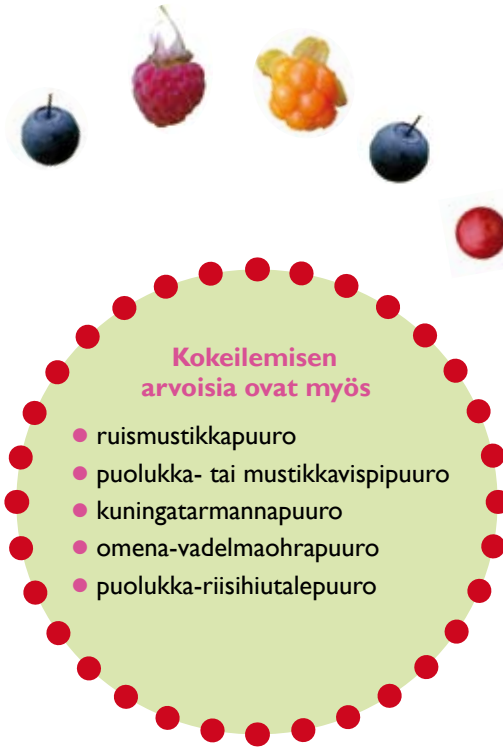 Kokeilemisen
arvoisia ovat myös
• ruismustikkapuuro
• puolukka- tai mustikkavispipuuro
• kuningatarmannapuuro
• omena-vadelmaohrapuuro
• puolukka-riisihiutalepuuro